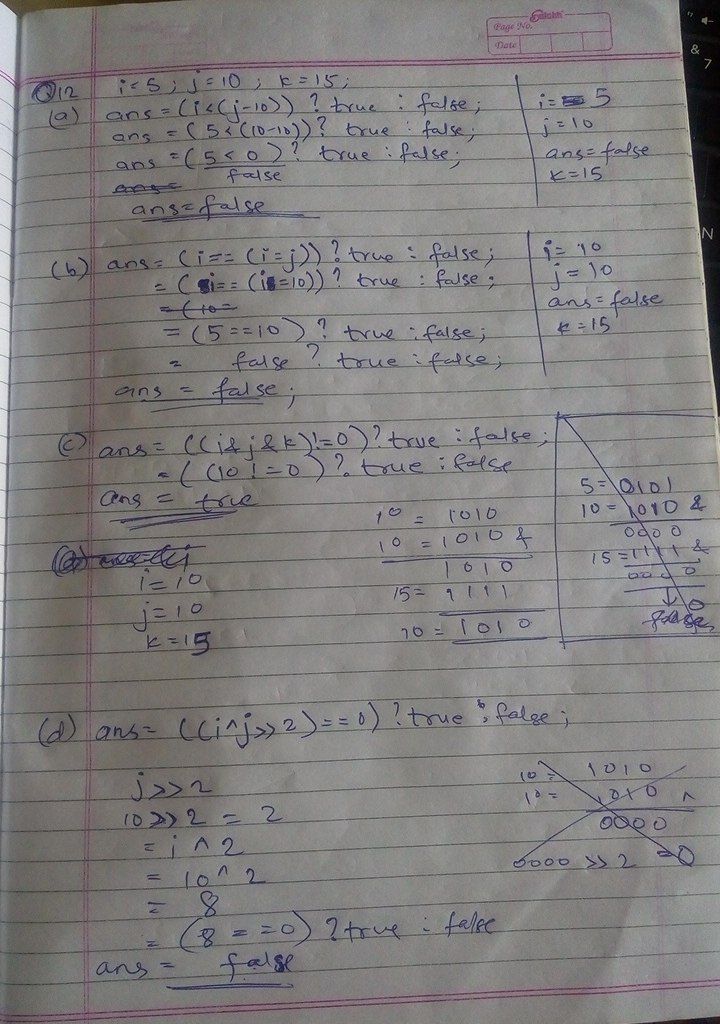 Page No.
Date
Q12 i=5; j=10; k=15;
(a) ans = (i<(j-10)) ? true : false;
ans = (5<(10-10)) ? true : false;
ans = (5<0) ? true : false;
false
ans=
ans=false
i= 5
j=10
ans=false
k=15
(b) ans= (i== (i=j)) ? true : false;
= (i== (i=10)) ? true : false;
= (10=
= (5==10) ? true : false;
= false ? true : false;
ans = false;
i= 10
j= 10
ans=false
k=15
(c) ans= ((i&j&k)!=0) ? true : false;
= ((10!=0) ? true : false
ans = true
i=10
j=10
k=15
10 = 1010
10 = 1010 &
1010
15= 1111
10 = 1010
5= 0101
10= 1010 &
0000
15=1111 &
0000
0
false
(d) ans= ((i^j>>2)==0) ? true : false;
j>>2
10>>2 = 2
= i ^ 2
= 10 ^ 2
= 8
= (8 ==0) ? true : false
ans = false
10= 1010
10= 1010 ^
0000
0000 >> 2 =0
&
7
N